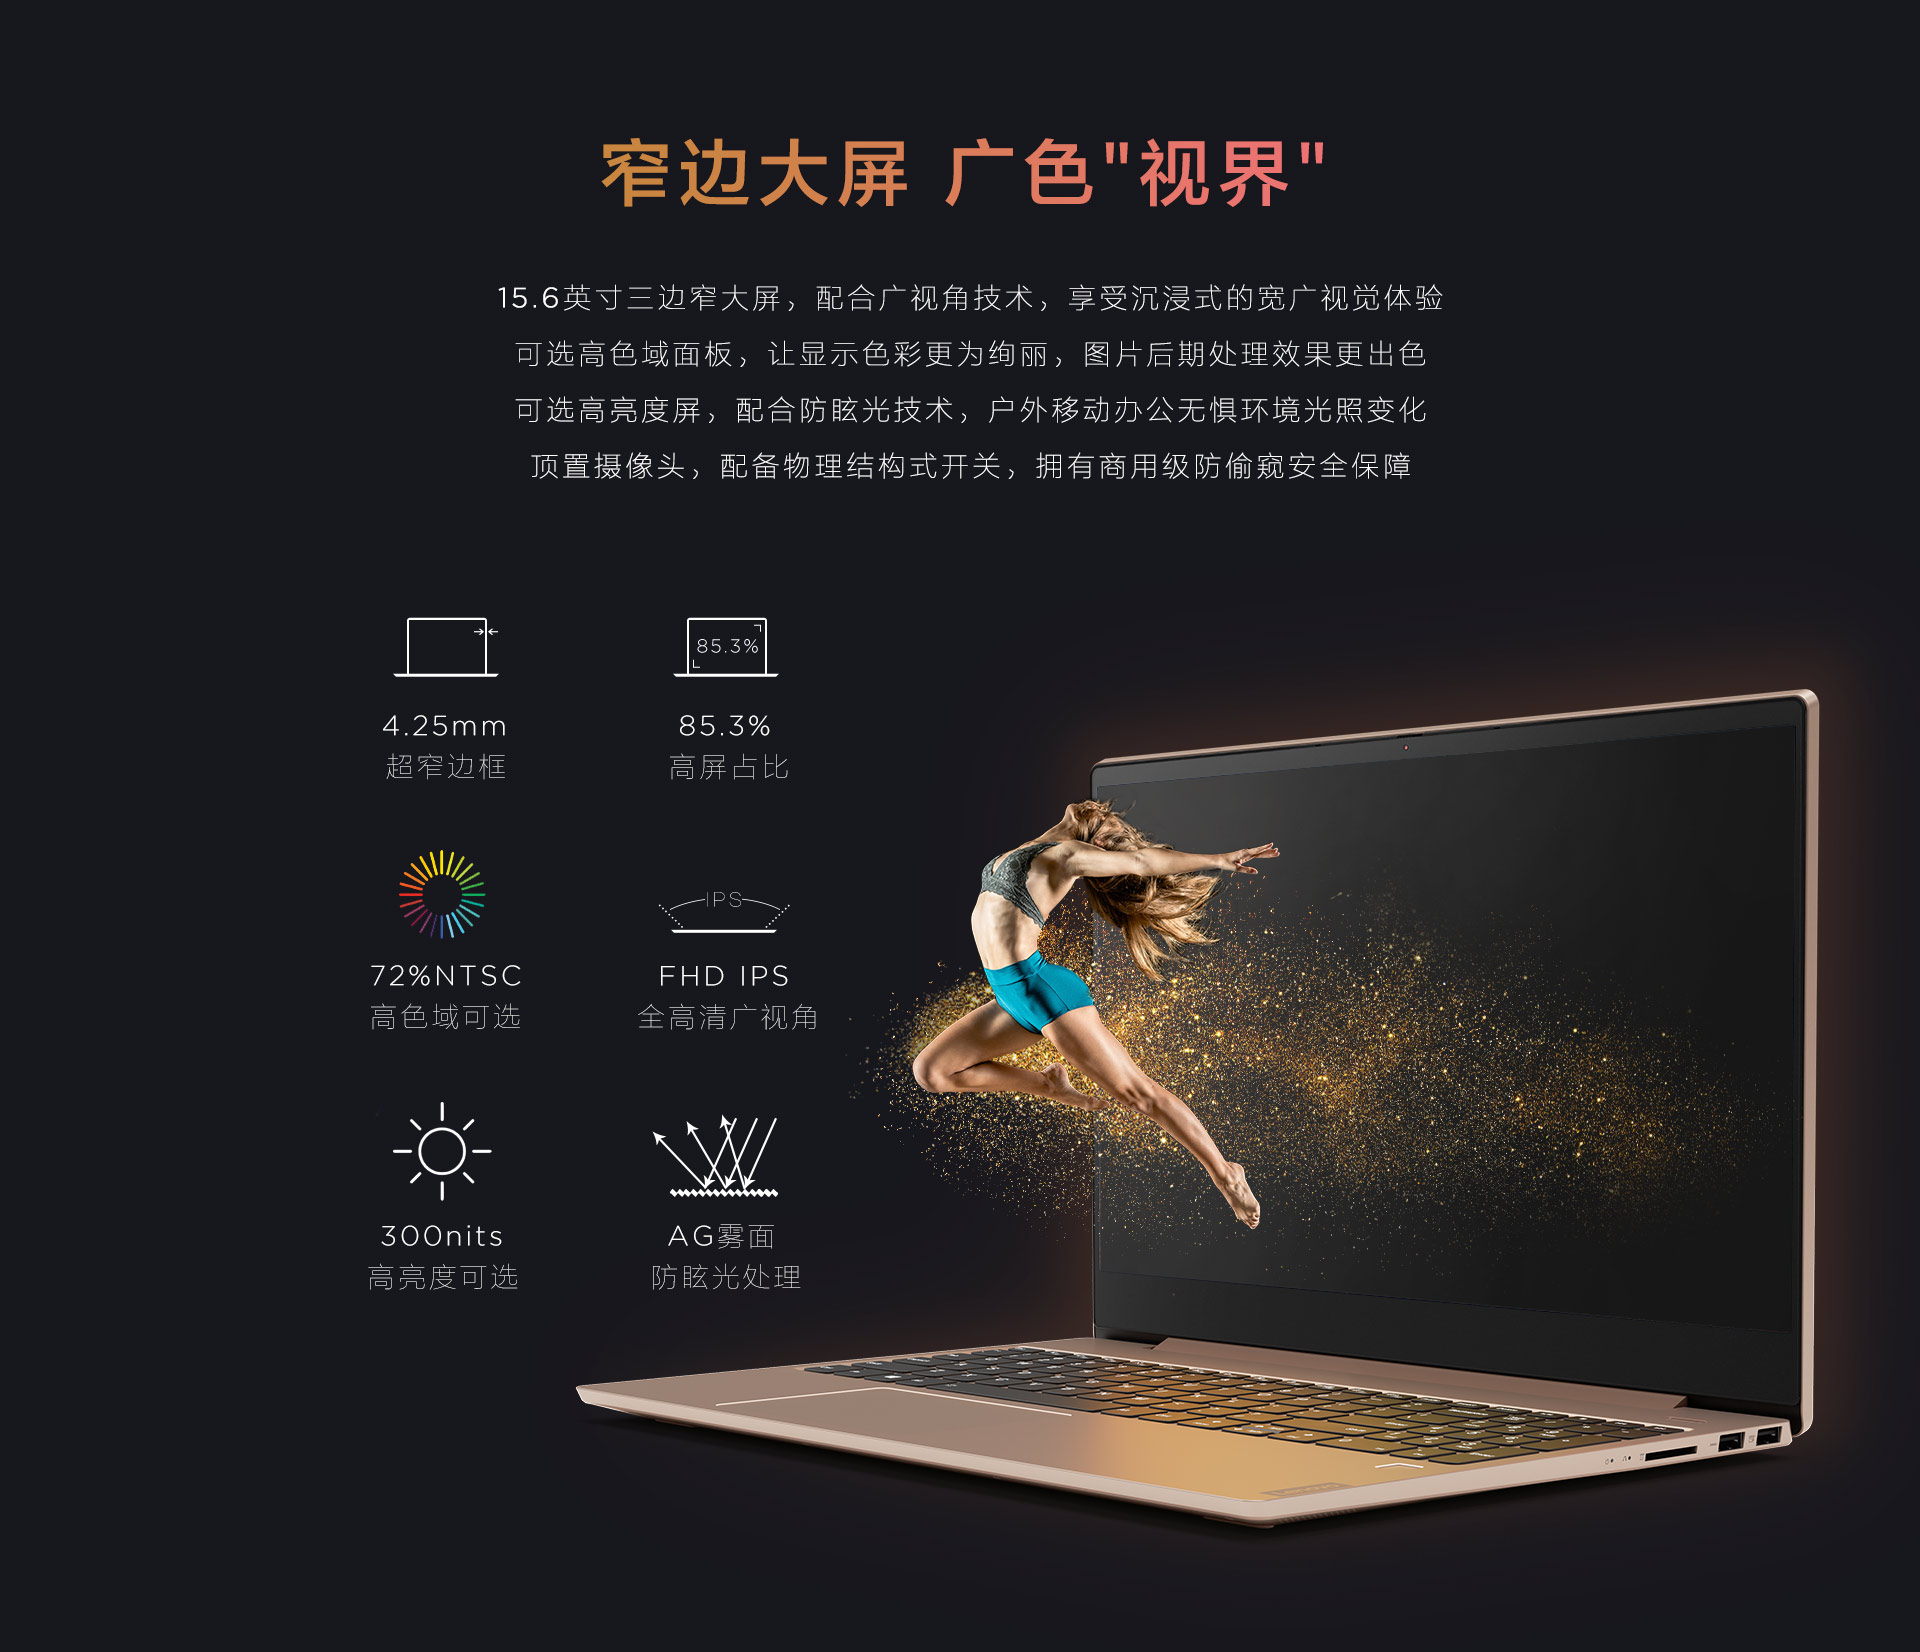 窄边大屏 广色"视界"
15.6英寸三边窄大屏，配合广视角技术，享受沉浸式的宽广视觉体验
可选高色域面板，让显示色彩更为绚丽，图片后期处理效果更出色
可选高亮度屏，配合防眩光技术，户外移动办公无惧环境光照变化
顶置摄像头，配备物理结构式开关，拥有商用级防偷窥安全保障
85.3%
4.25mm
超窄边框
85.3%
高屏占比
IPS
72%NTSC
高色域可选
FHD IPS
全高清广视角
300nits
高亮度可选
AG雾面
防眩光处理